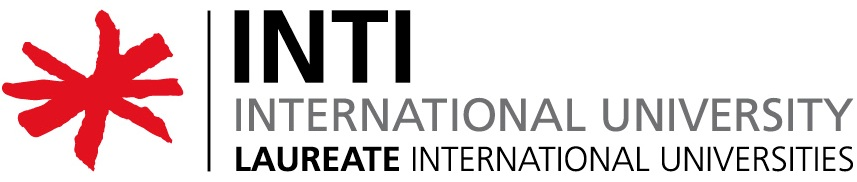 INTI
INTERNATIONAL UNIVERSITY
LAUREATE INTERNATIONAL UNIVERSITIES